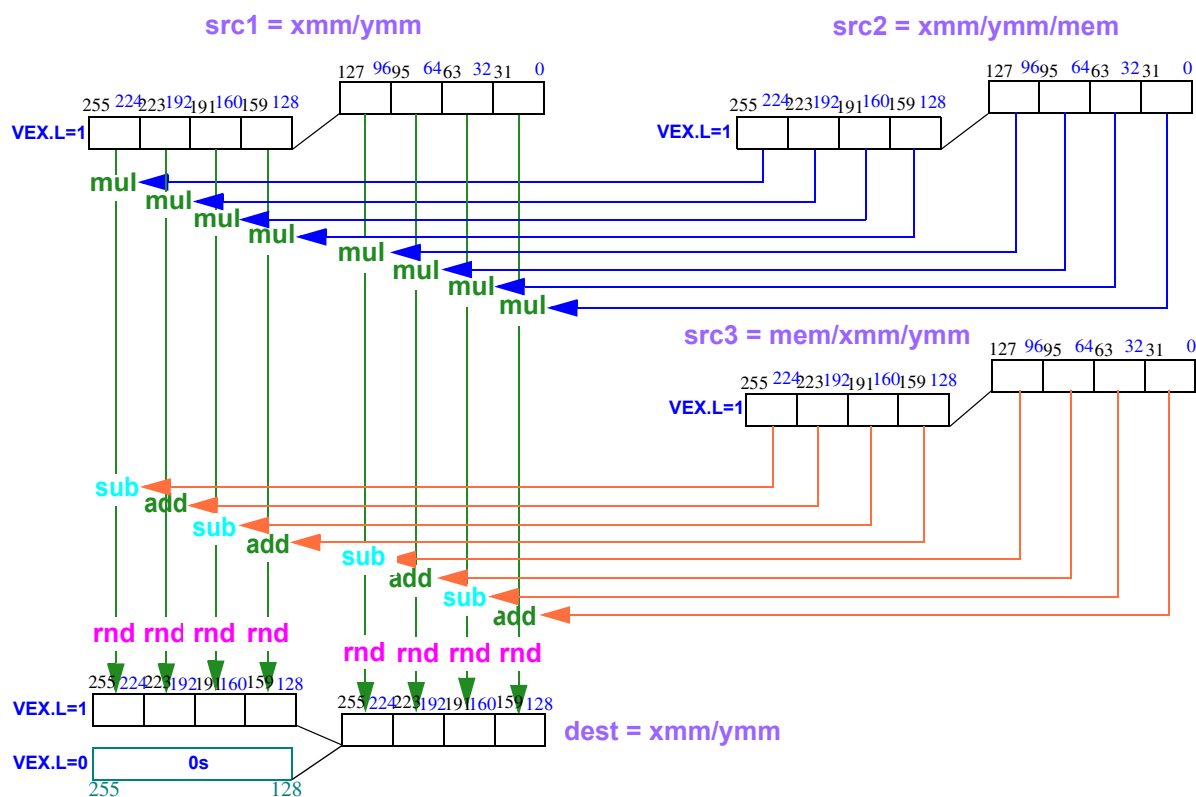 src1 = xmm/ymm
src2 = xmm/ymm/mem
127 96 95 64 63 32 31 0
127 96 95 64 63 32 31 0
255 224 223 192 191 160 159 128
255 224 223 192 191 160 159 128
VEX.L=1
VEX.L=1
mul
mul
mul
mul
mul
mul
mul
mul
src3 = mem/xmm/ymm
127 96 95 64 63 32 31 0
255 224 223 192 191 160 159 128
VEX.L=1
sub
add
sub
add
sub
add
sub
add
rnd rnd rnd rnd
rnd rnd rnd rnd
255 224 223 192 191 160 159 128
VEX.L=1
255 224 223 192 191 160 159 128
dest = xmm/ymm
VEX.L=0 0s
255 128